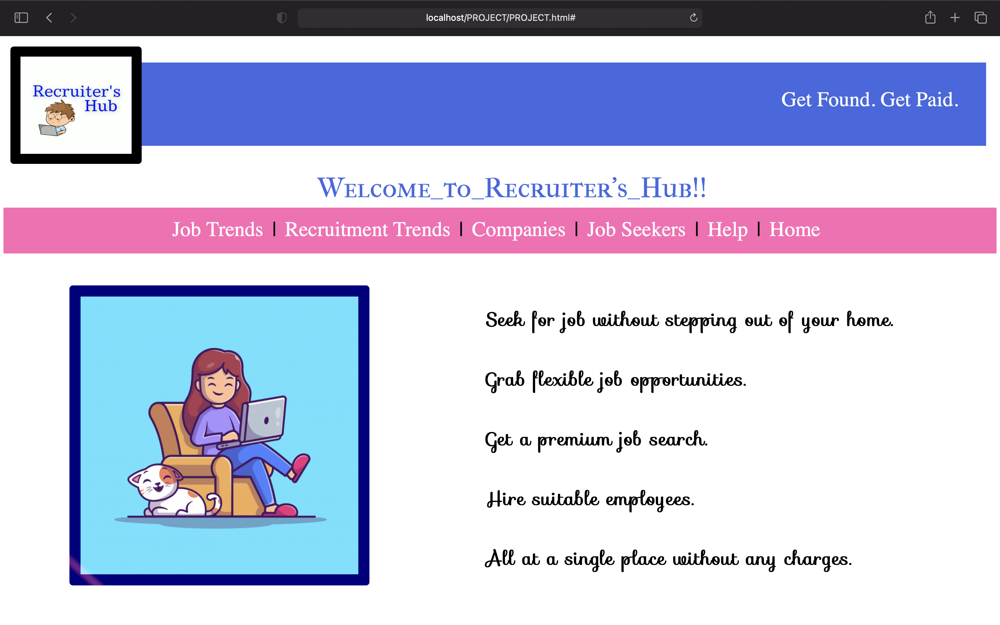 localhost/PROJECT/PROJECT.html#
Recruiter's
Hub
Get Found. Get Paid.
Welcome_to_Recruiter’s_Hub!!
Job Trends | Recruitment Trends | Companies | Job Seekers | Help | Home
Seek for job without stepping out of your home.
Grab flexible job opportunities.
Get a premium job search.
Hire suitable employees.
All at a single place without any charges.